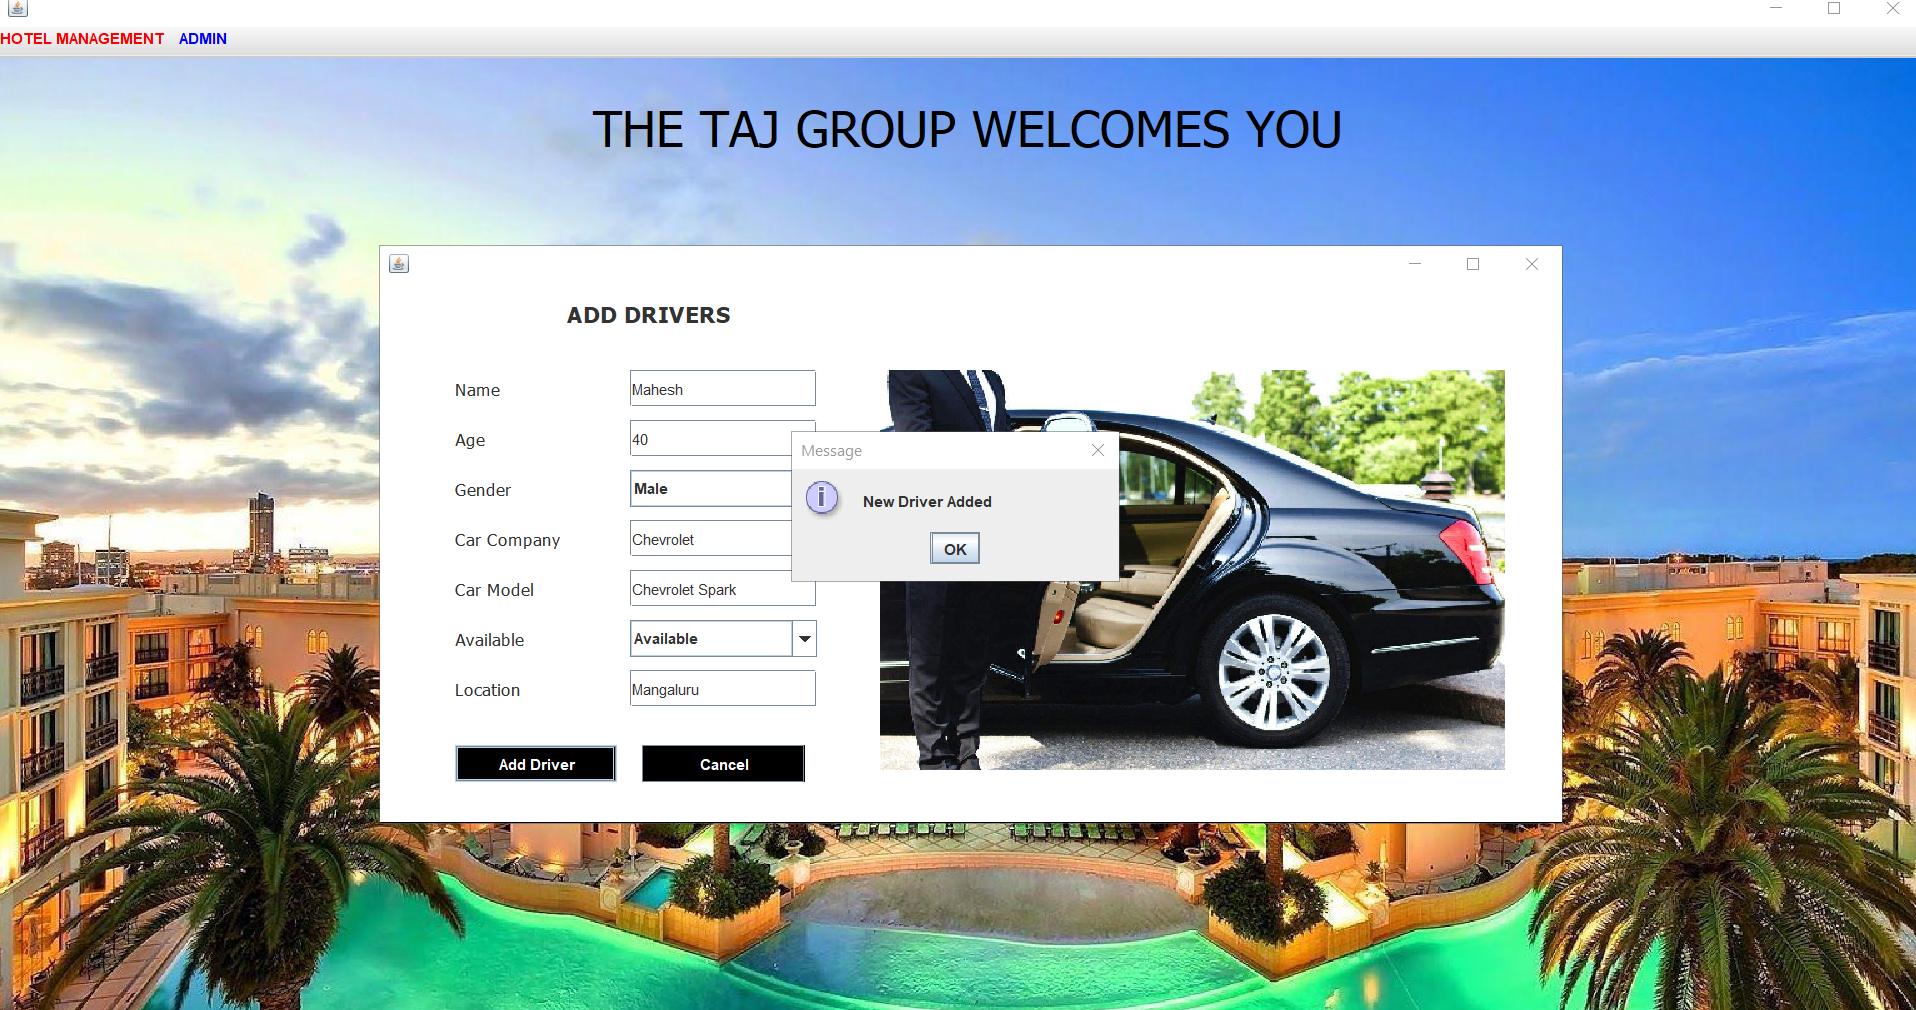 HOTEL MANAGEMENT ADMIN
THE TAJ GROUP WELCOMES YOU
ADD DRIVERS
Name Mahesh
Age 40
Message
Gender Male
New Driver Added
Car Company Chevrolet
OK
Car Model Chevrolet Spark
Available Available
Location Mangaluru
Add Driver Cancel